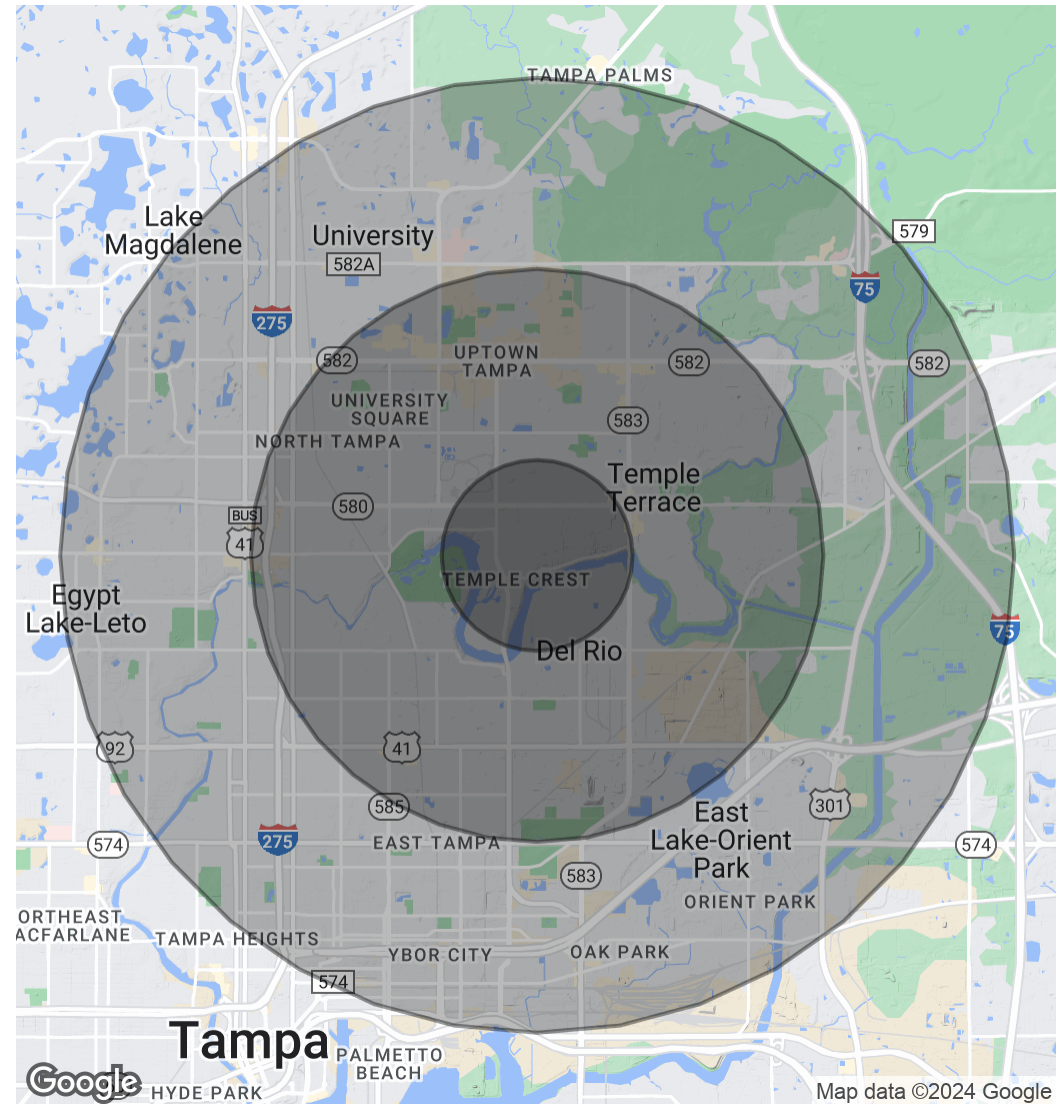 TAMPA PALMS
Lake
Magdalene
University
582A
579
75
275
582
UPTOWN
TAMPA
582
582
UNIVERSITY
SQUARE
583
NORTH TAMPA
Temple
Terrace
580
BUS
41
TEMPLE CREST
Egypt
Lake-Leto
75
Del Rio
92
41
585
301
East
Lake-Orient
Park
275
574
EAST TAMPA
574
583
ORIENT PARK
ORTHEAST
ACFARLANE
TAMPA HEIGHTS
YBOR CITY
OAK PARK
574
Tampa
PALMETTO
BEACH
Google
HYDE PARK
Map data ©2024 Google